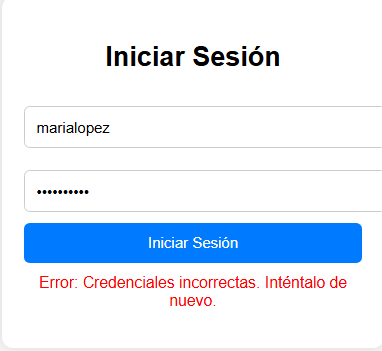 Iniciar Sesión
marialopez
••••••••••
Iniciar Sesión
Error: Credenciales incorrectas. Inténtalo de
nuevo.